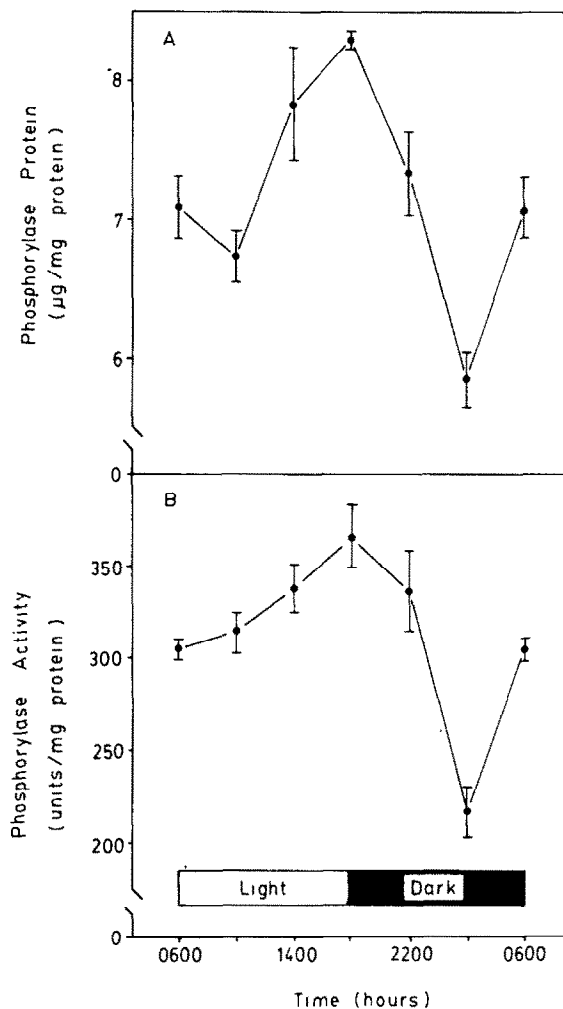 A
Phosphorylase Protein
(µg/mg protein)
8
7
6
0
B
Phosphorylase Activity
(units/mg protein)
350
300
250
200
0
Light
Dark
0600
1400
2200
0600
Time (hours)